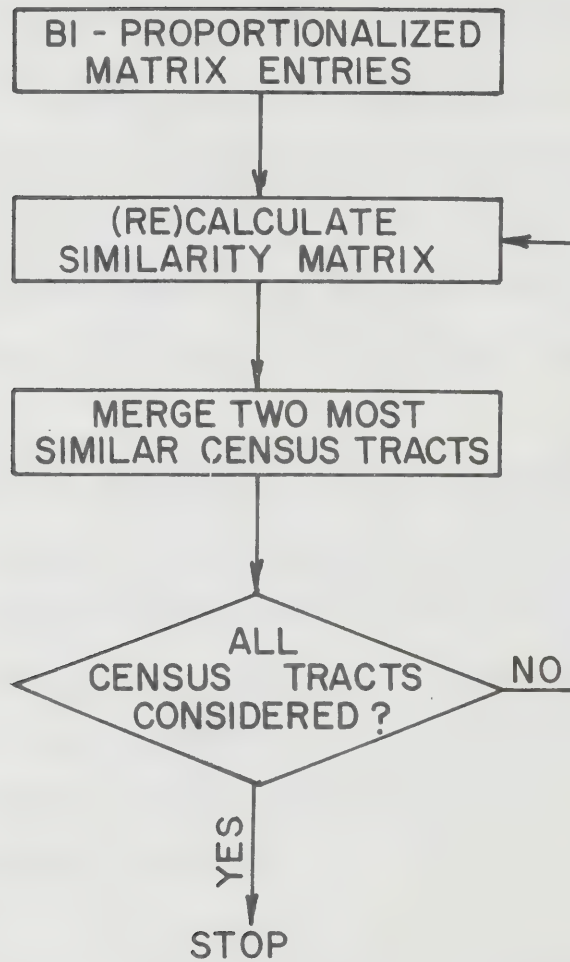 BI - PROPORTIONALIZED
MATRIX ENTRIES
(RE)CALCULATE
SIMILARITY MATRIX
MERGE TWO MOST
SIMILAR CENSUS TRACTS
ALL
CENSUS TRACTS
CONSIDERED ?
NO
YES
STOP